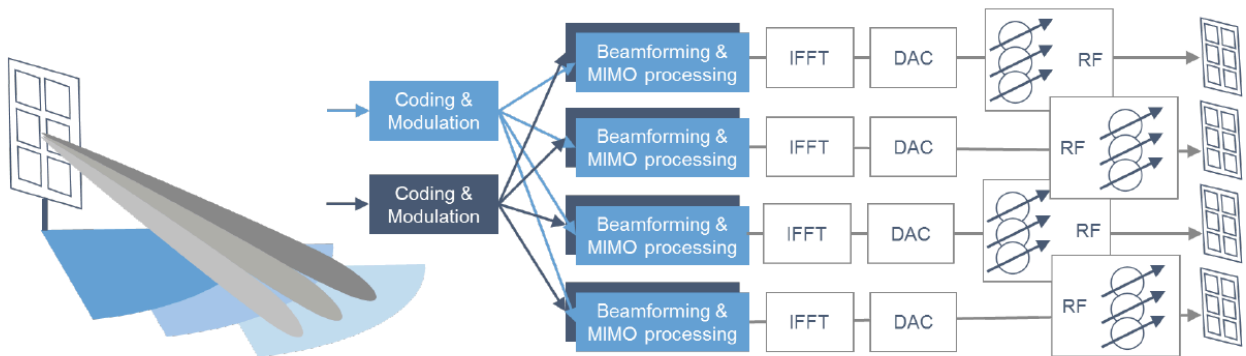 Coding &
Modulation
Coding &
Modulation
Beamforming &
MIMO processing
IFFT
DAC
RF
Beamforming &
MIMO processing
IFFT
DAC
RF
Beamforming &
MIMO processing
IFFT
DAC
RF
Beamforming &
MIMO processing
IFFT
DAC
RF